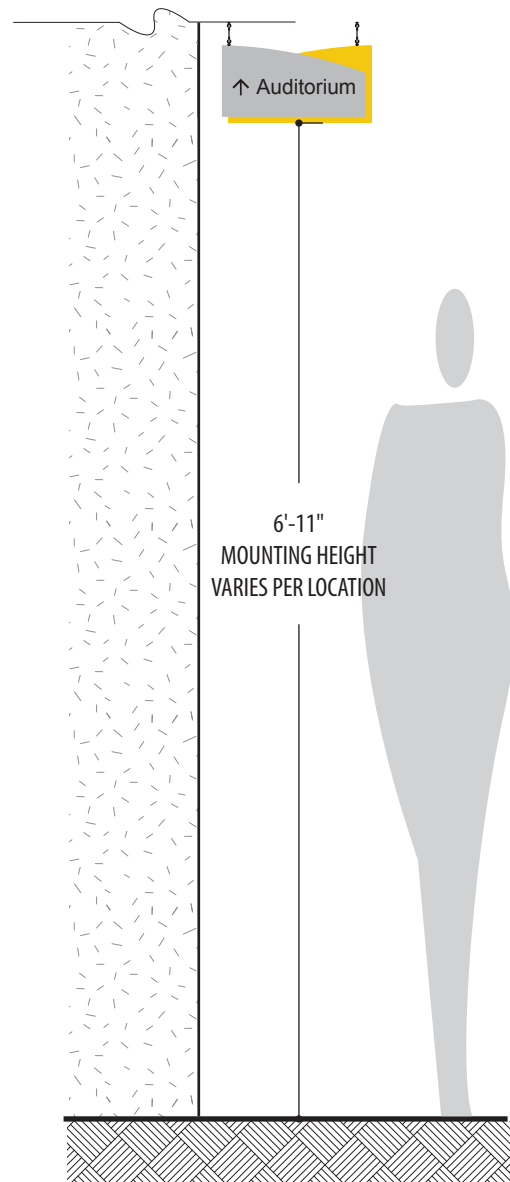 ↑ Auditorium
6'-11"
MOUNTING HEIGHT
VARIES PER LOCATION